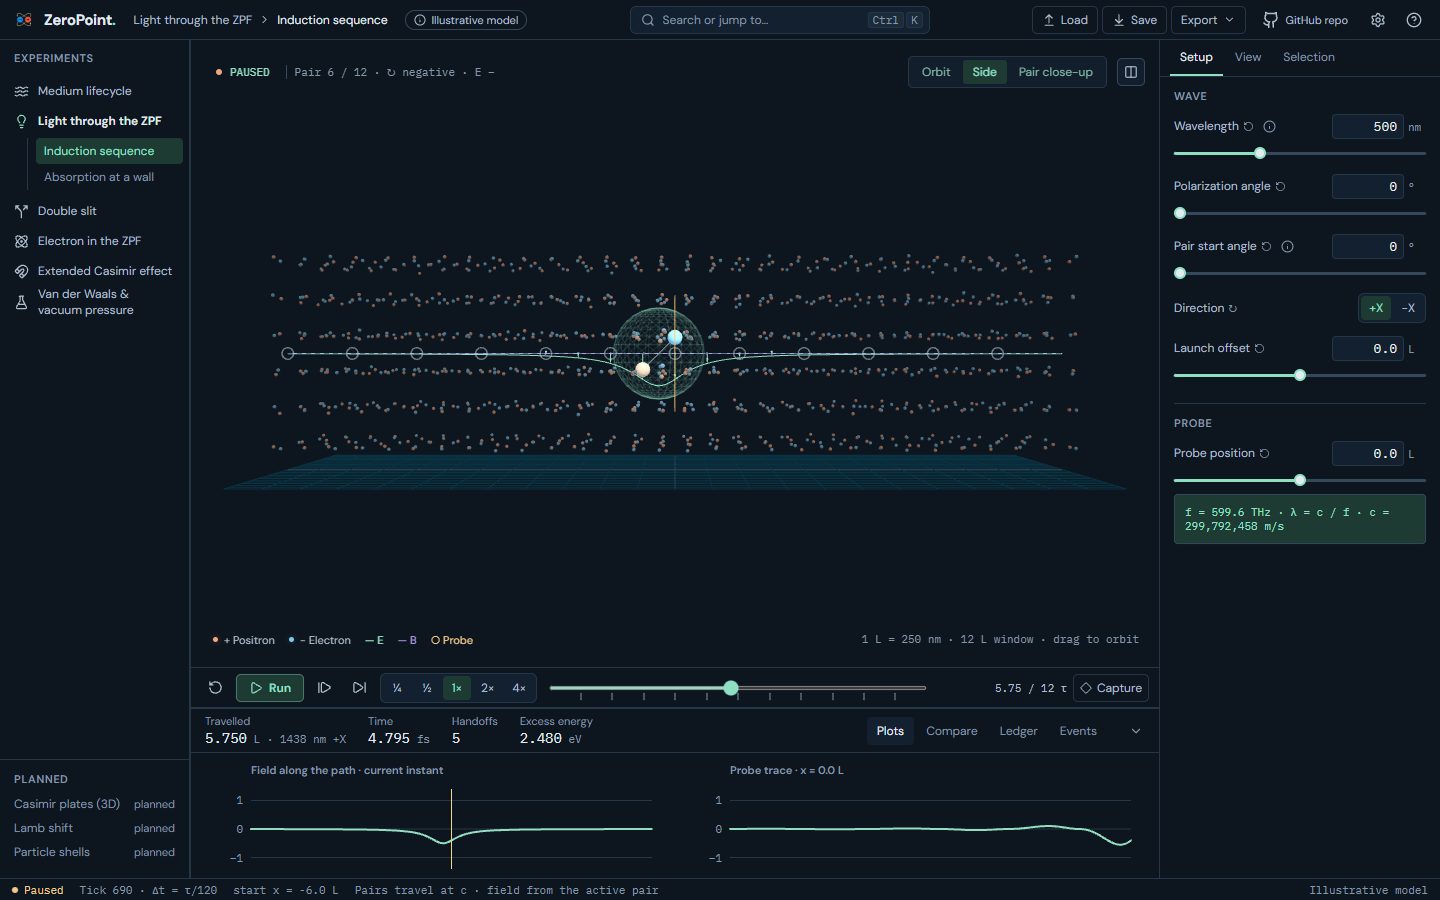 ZeroPoint. Light through the ZPF > Induction sequence Illustrative model Search or jump to… Ctrl K Load Save Export GitHub repo
EXPERIMENTS
Medium lifecycle
Light through the ZPF
Induction sequence
Absorption at a wall
Double slit
Electron in the ZPF
Extended Casimir effect
Van der Waals &
vacuum pressure
PLANNED
Casimir plates (3D) planned
Lamb shift planned
Particle shells planned
PAUSED Pair 6 / 12 · ↻ negative · E −
Orbit Side Pair close-up
+ Positron − Electron — E — B Probe
1 L = 250 nm · 12 L window · drag to orbit
Run ¼ ½ 1× 2× 4× 5.75 / 12 τ Capture
Travelled Time Handoffs Excess energy
5.750 L · 1438 nm +X 4.795 fs 5 2.480 eV
Plots Compare Ledger Events
Field along the path · current instant
1
0
−1
Probe trace · x = 0.0 L
1
0
−1
Setup View Selection
WAVE
Wavelength 500 nm
Polarization angle 0 °
Pair start angle 0 °
Direction +X −X
Launch offset 0.0 L
PROBE
Probe position 0.0 L
f = 599.6 THz · λ = c / f · c =
299,792,458 m/s
Paused Tick 690 · Δt = τ/120 start x = -6.0 L Pairs travel at c · field from the active pair Illustrative model